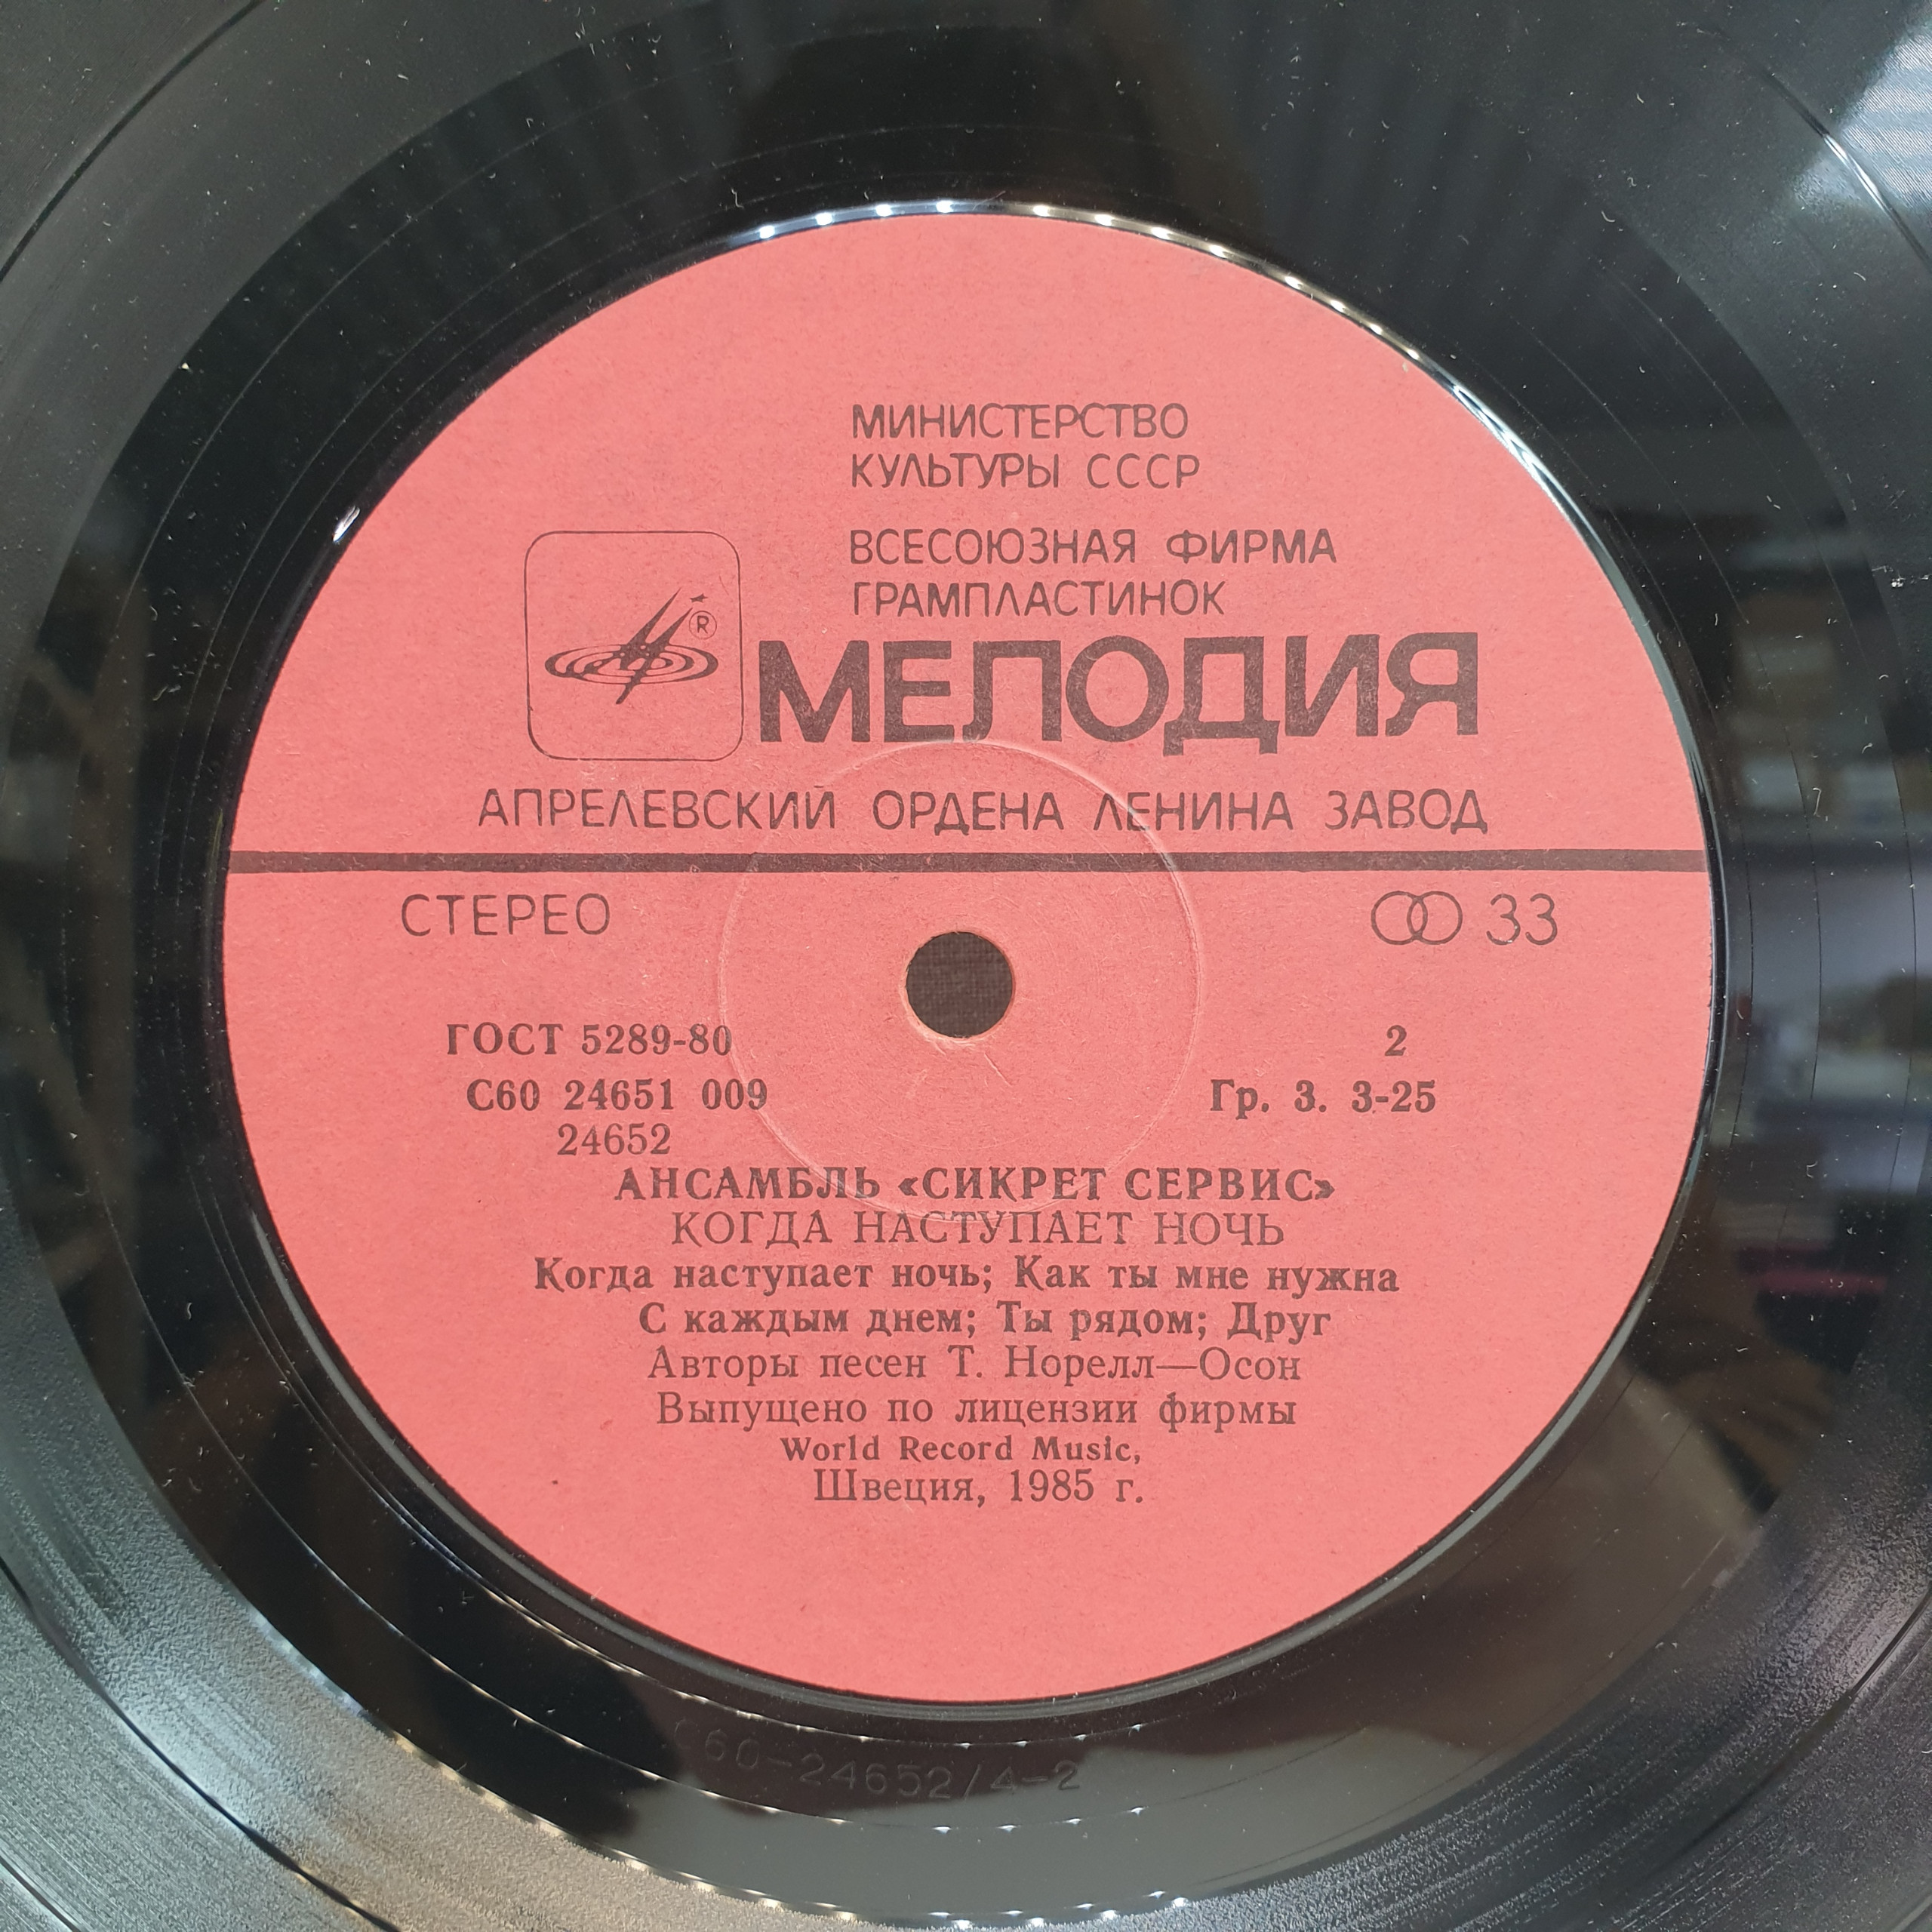 МИНИСТЕРСТВО
КУЛЬТУРЫ СССР
ВСЕСОЮЗНАЯ ФИРМА
ГРАМПЛАСТИНОК
®
МЕЛОДИЯ
АПРЕЛЕВСКИЙ ОРДЕНА ЛЕНИНА ЗАВОД
СТЕРЕО 33
ГОСТ 5289-80 2
С60 24651 009 Гр. 3. 3-25
24652
АНСАМБЛЬ «СИКРЕТ СЕРВИС»
КОГДА НАСТУПАЕТ НОЧЬ
Когда наступает ночь; Как ты мне нужна
С каждым днем; Ты рядом; Друг
Авторы песен Т. Норелл—Осон
Выпущено по лицензии фирмы
World Record Music,
Швеция, 1985 г.
С60-24652/4-2